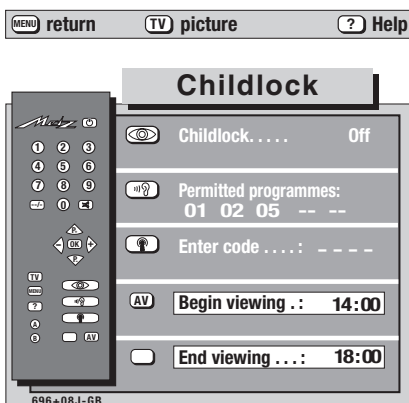 MENU return TV picture ? Help
Childlock
Metz
1 2 3
4 5 6
7 8 9
-/-- 0
P+
- OK +
P-
TV
MENU
?
A
B AV
Childlock..... Off
Permitted programmes:
01 02 05 -- --
Enter code ....: _ _ _ _
AV Begin viewing .: 14:00
End viewing ...: 18:00
696+08J-GB